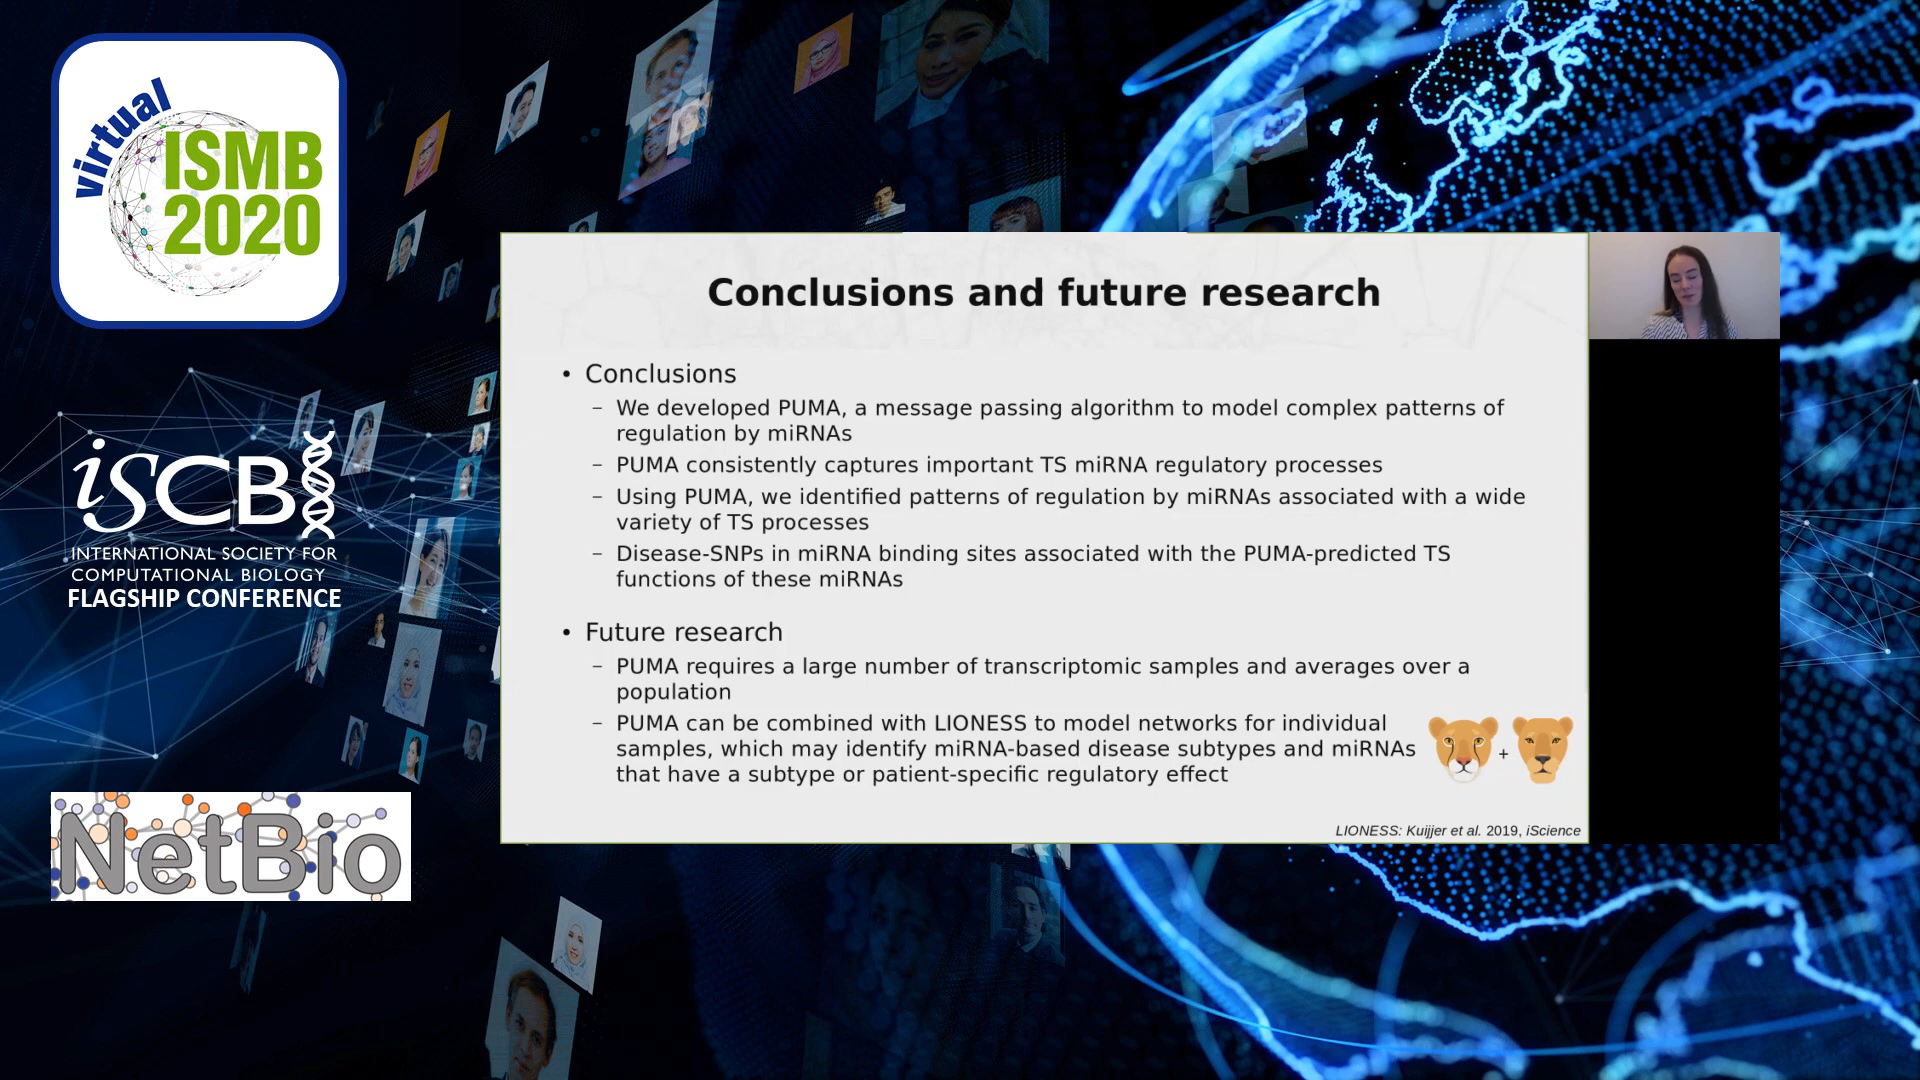 virtual
ISMB
2020
iSCB
INTERNATIONAL SOCIETY FOR
COMPUTATIONAL BIOLOGY
FLAGSHIP CONFERENCE
NetBio
Conclusions and future research
• Conclusions
– We developed PUMA, a message passing algorithm to model complex patterns of
regulation by miRNAs
– PUMA consistently captures important TS miRNA regulatory processes
– Using PUMA, we identified patterns of regulation by miRNAs associated with a wide
variety of TS processes
– Disease-SNPs in miRNA binding sites associated with the PUMA-predicted TS
functions of these miRNAs
• Future research
– PUMA requires a large number of transcriptomic samples and averages over a
population
– PUMA can be combined with LIONESS to model networks for individual
samples, which may identify miRNA-based disease subtypes and miRNAs
that have a subtype or patient-specific regulatory effect
+
LIONESS: Kuijjer et al. 2019, iScience